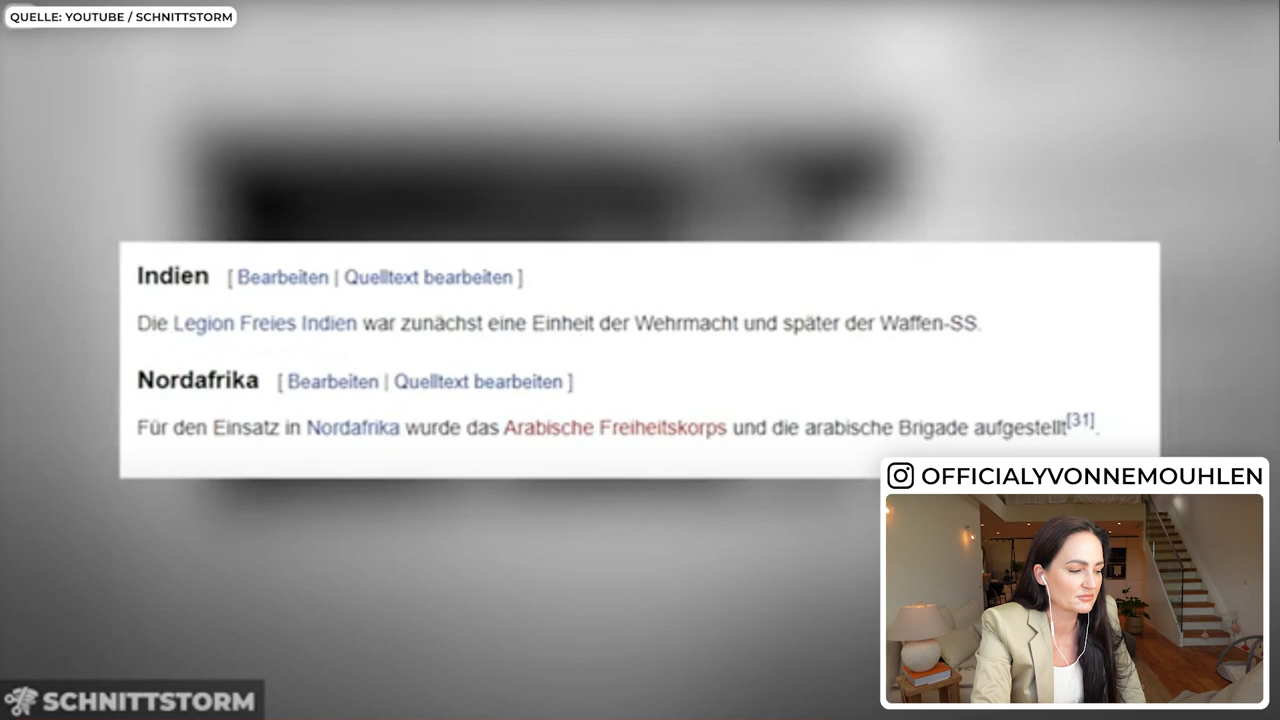 QUELLE: YOUTUBE / SCHNITTSTORM
Indien [ Bearbeiten | Quelltext bearbeiten ]
Die Legion Freies Indien war zunächst eine Einheit der Wehrmacht und später der Waffen-SS.
Nordafrika [ Bearbeiten | Quelltext bearbeiten ]
Für den Einsatz in Nordafrika wurde das Arabische Freiheitskorps und die arabische Brigade aufgestellt[31].
OFFICIALYVONNEMOUHLEN
SCHNITTSTORM